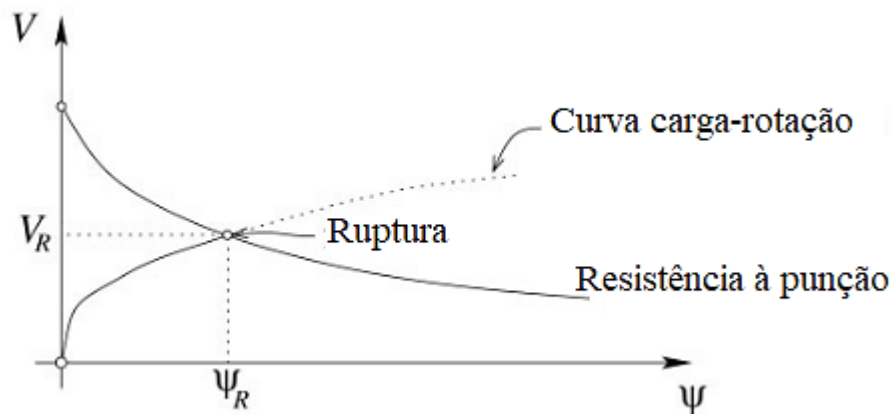 V
Curva carga-rotação
V_R
Ruptura
Resistência à punção
ψ_R
ψ